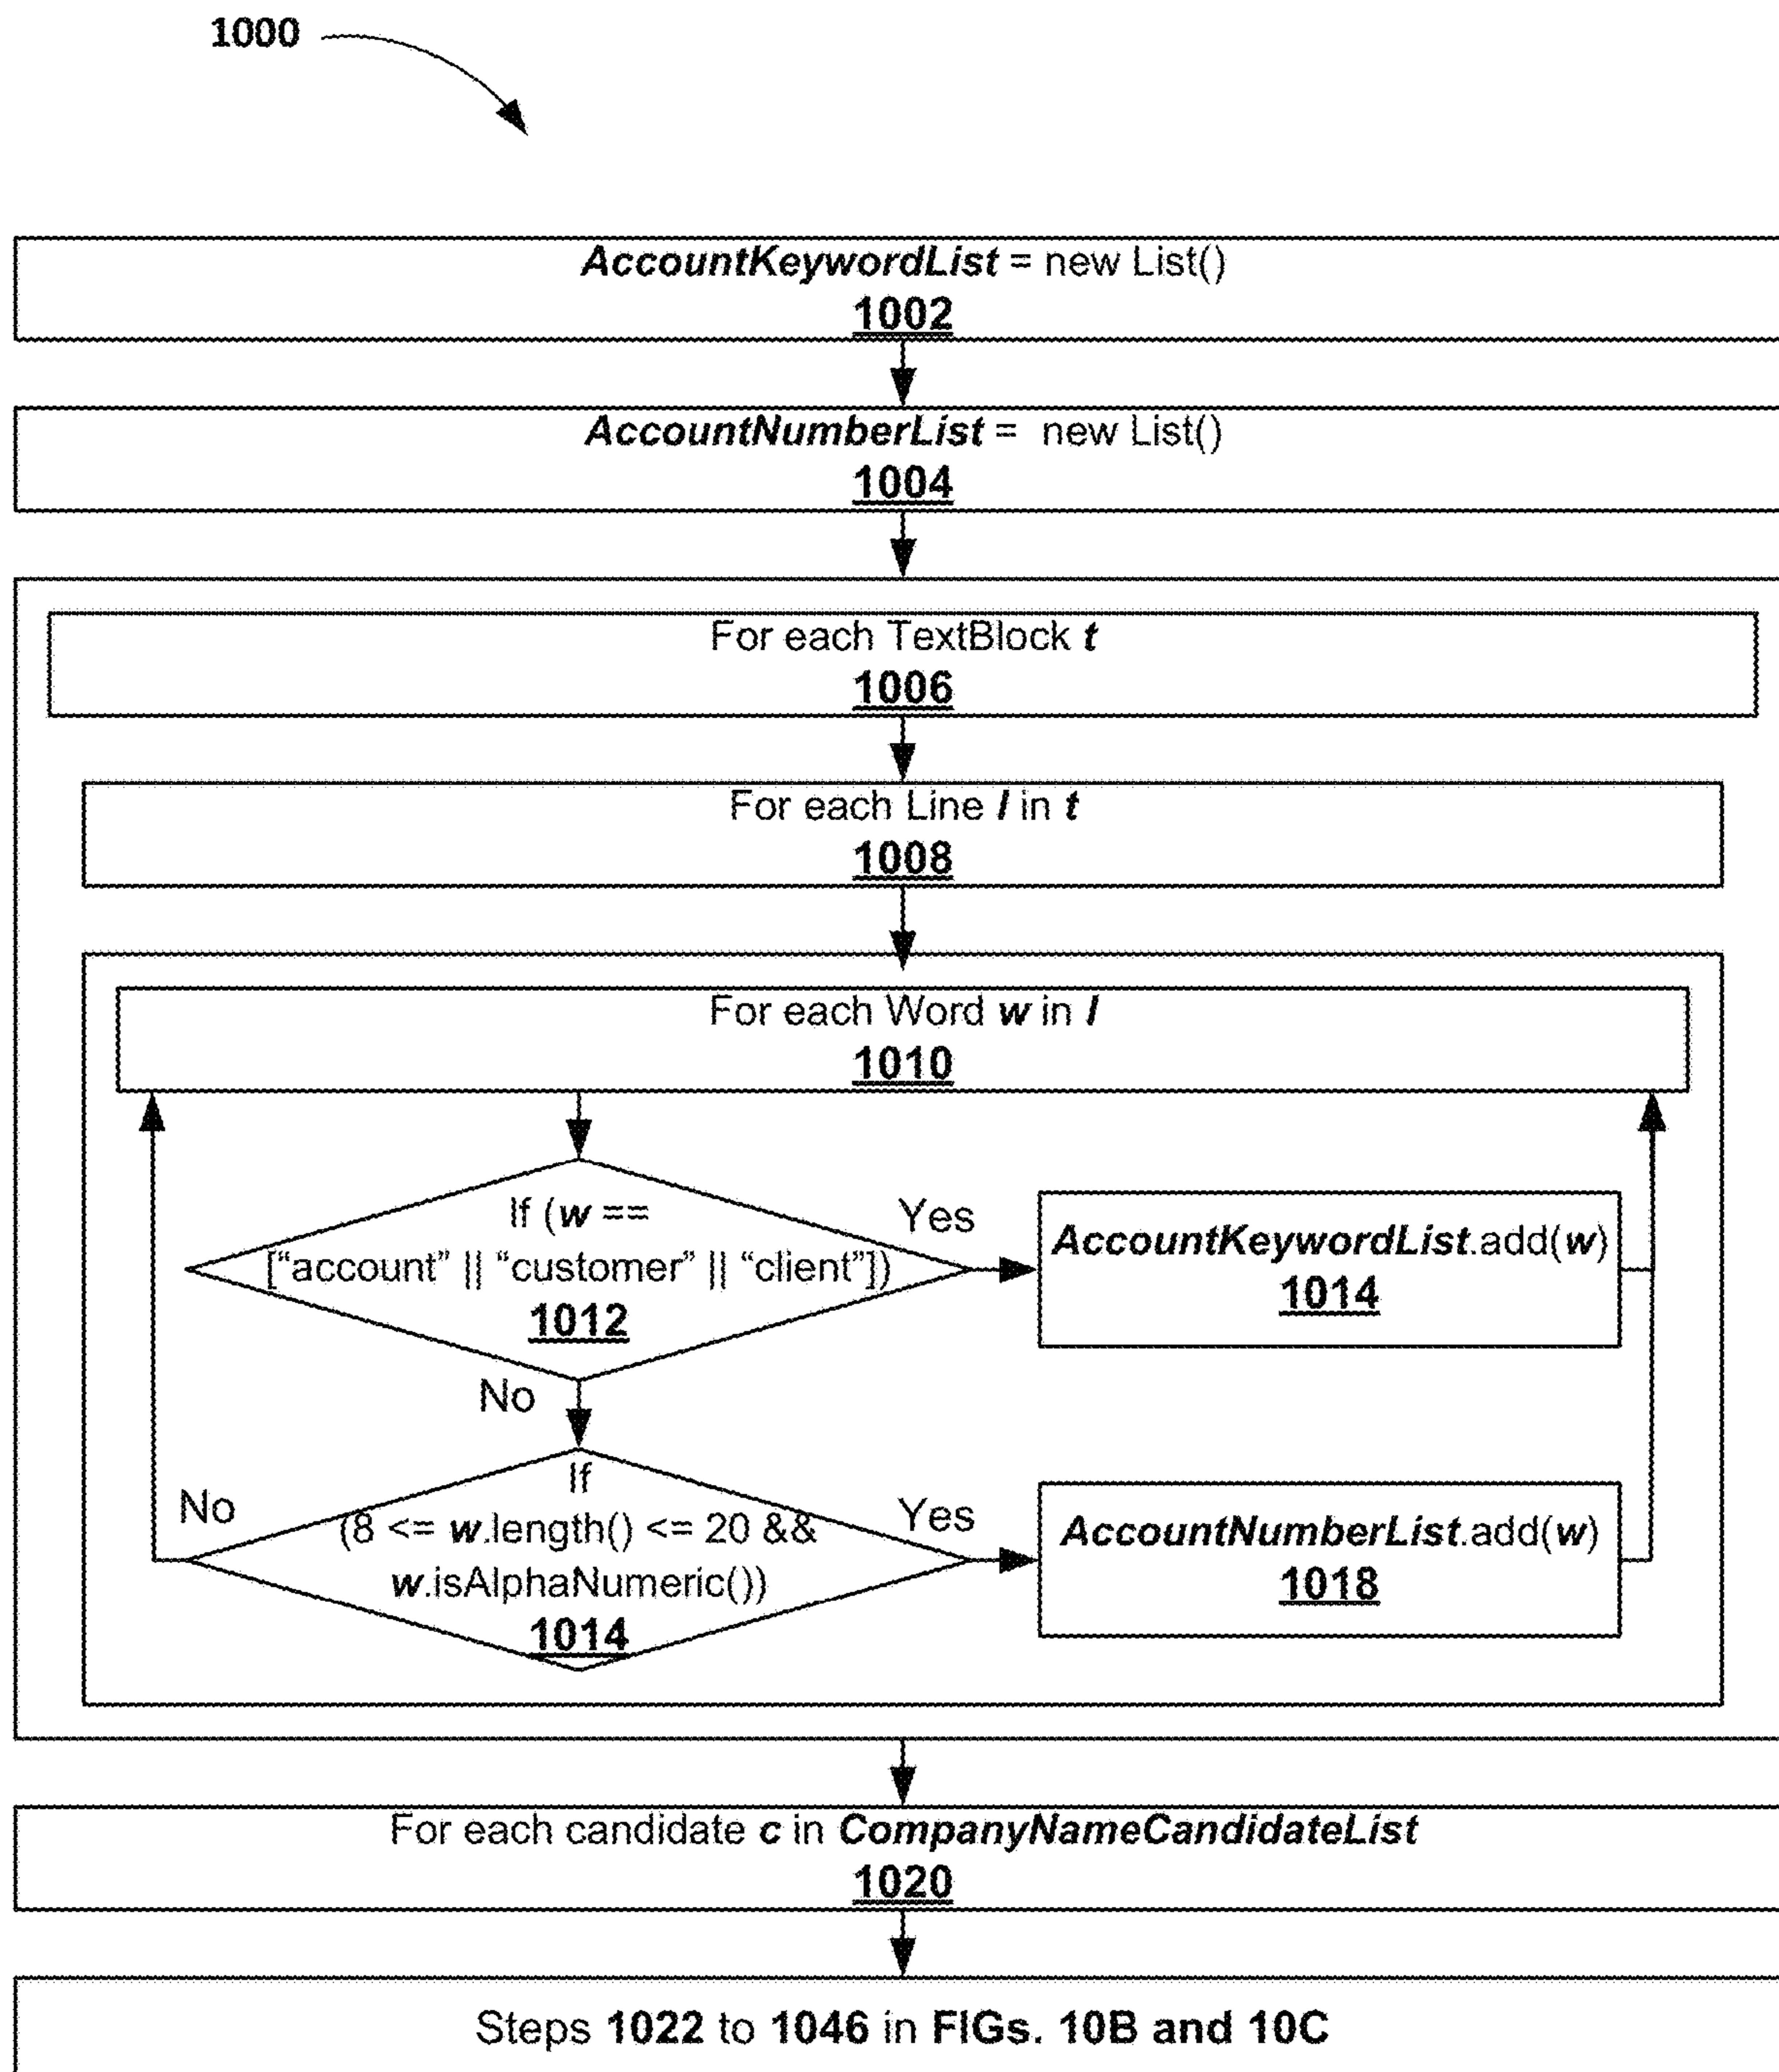 1000
AccountKeywordList = new List()
1002
AccountNumberList = new List()
1004
For each TextBlock t
1006
For each Line l in t
1008
For each Word w in l
1010
If (w ==
["account" || "customer" || "client"])
1012
Yes
AccountKeywordList.add(w)
1014
No
If
(8 <= w.length() <= 20 &&
w.isAlphaNumeric())
1014
No
Yes
AccountNumberList.add(w)
1018
For each candidate c in CompanyNameCandidateList
1020
Steps 1022 to 1046 in FIGs. 10B and 10C